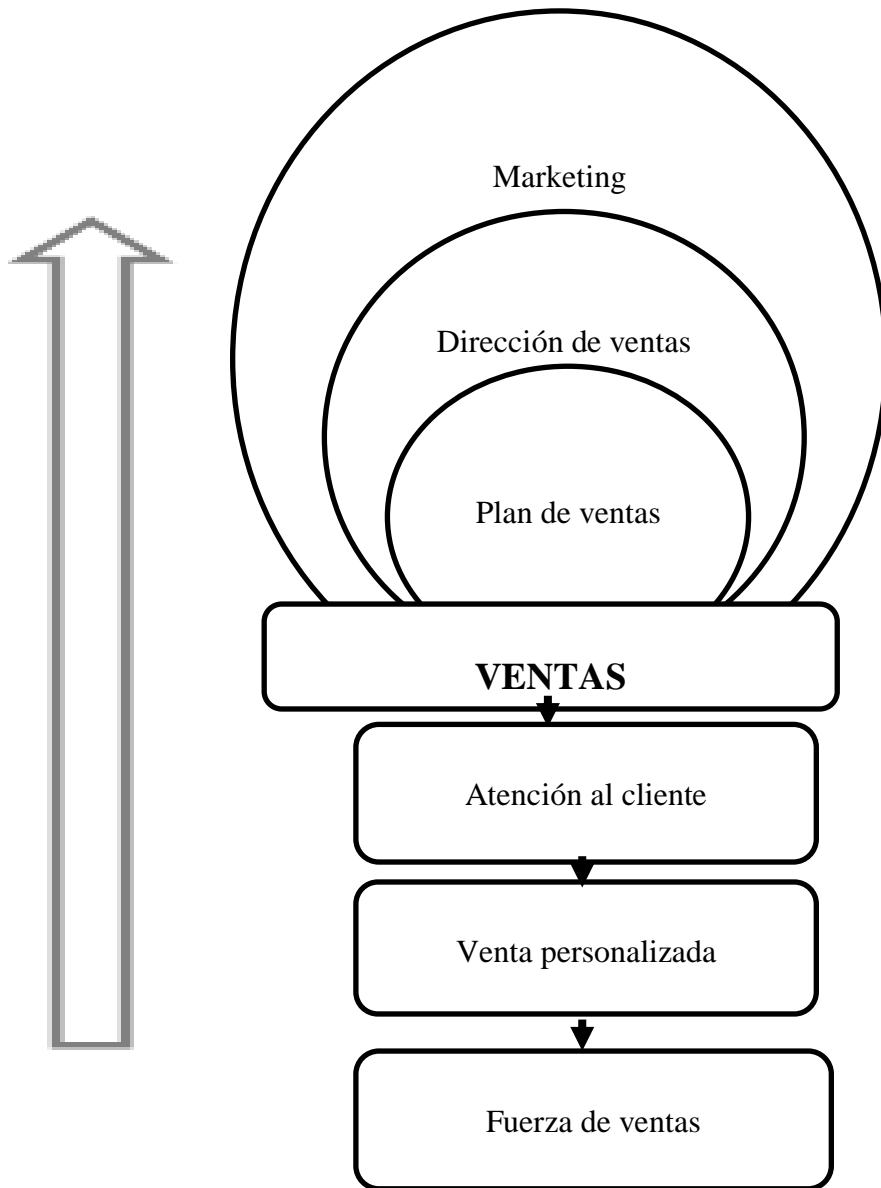 Marketing
Dirección de ventas
Plan de ventas
VENTAS
Atención al cliente
Venta personalizada
Fuerza de ventas